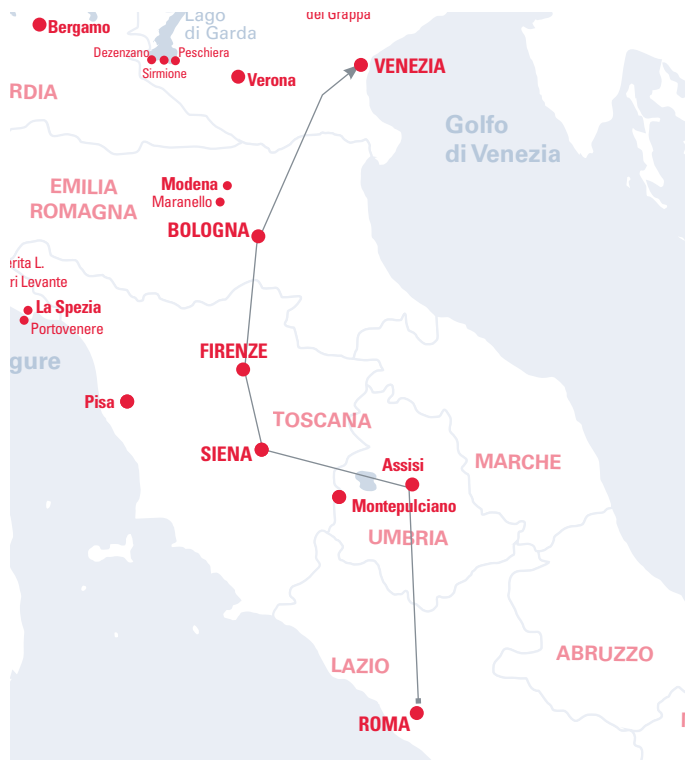 Lago
di Garda
del Grappa
Bergamo
Dezenzano
Peschiera
Sirmione
Verona
VENEZIA
RDIA
Golfo
di Venezia
EMILIA
ROMAGNA
Modena
Maranello
BOLOGNA
erita L.
ri Levante
La Spezia
Portovenere
gure
FIRENZE
Pisa
TOSCANA
SIENA
Assisi
MARCHE
Montepulciano
UMBRIA
LAZIO
ABRUZZO
ROMA